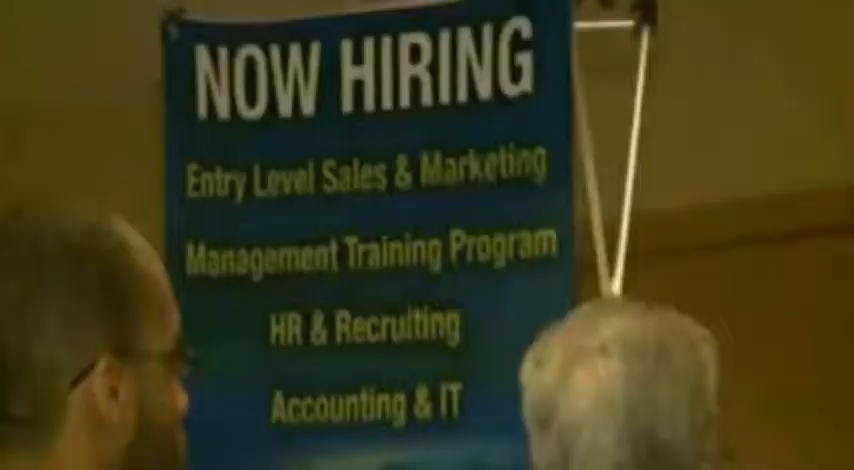 NOW HIRING
Entry Level Sales & Marketing
Management Training Program
HR & Recruiting
Accounting & IT